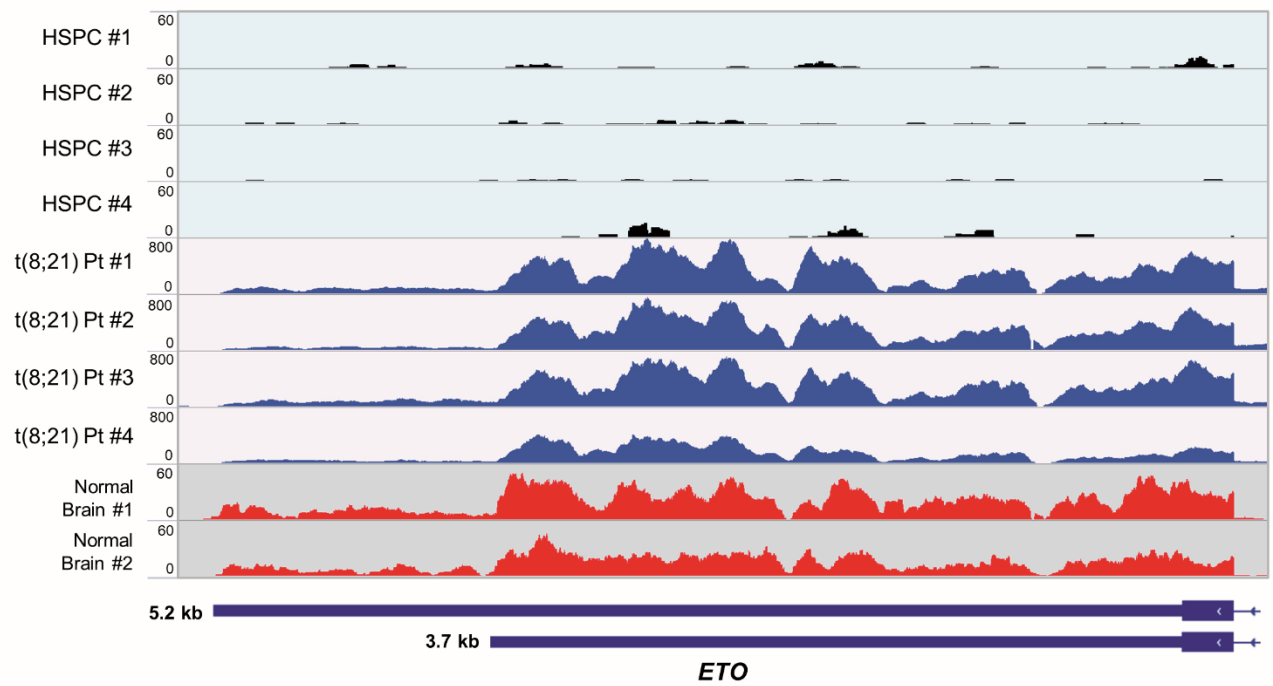 60
HSPC #1
0
60
HSPC #2
0
60
HSPC #3
0
60
HSPC #4
0
800
t(8;21) Pt #1
0
800
t(8;21) Pt #2
0
800
t(8;21) Pt #3
0
800
t(8;21) Pt #4
0
60
Normal
Brain #1
0
60
Normal
Brain #2
0
5.2 kb
3.7 kb
ETO